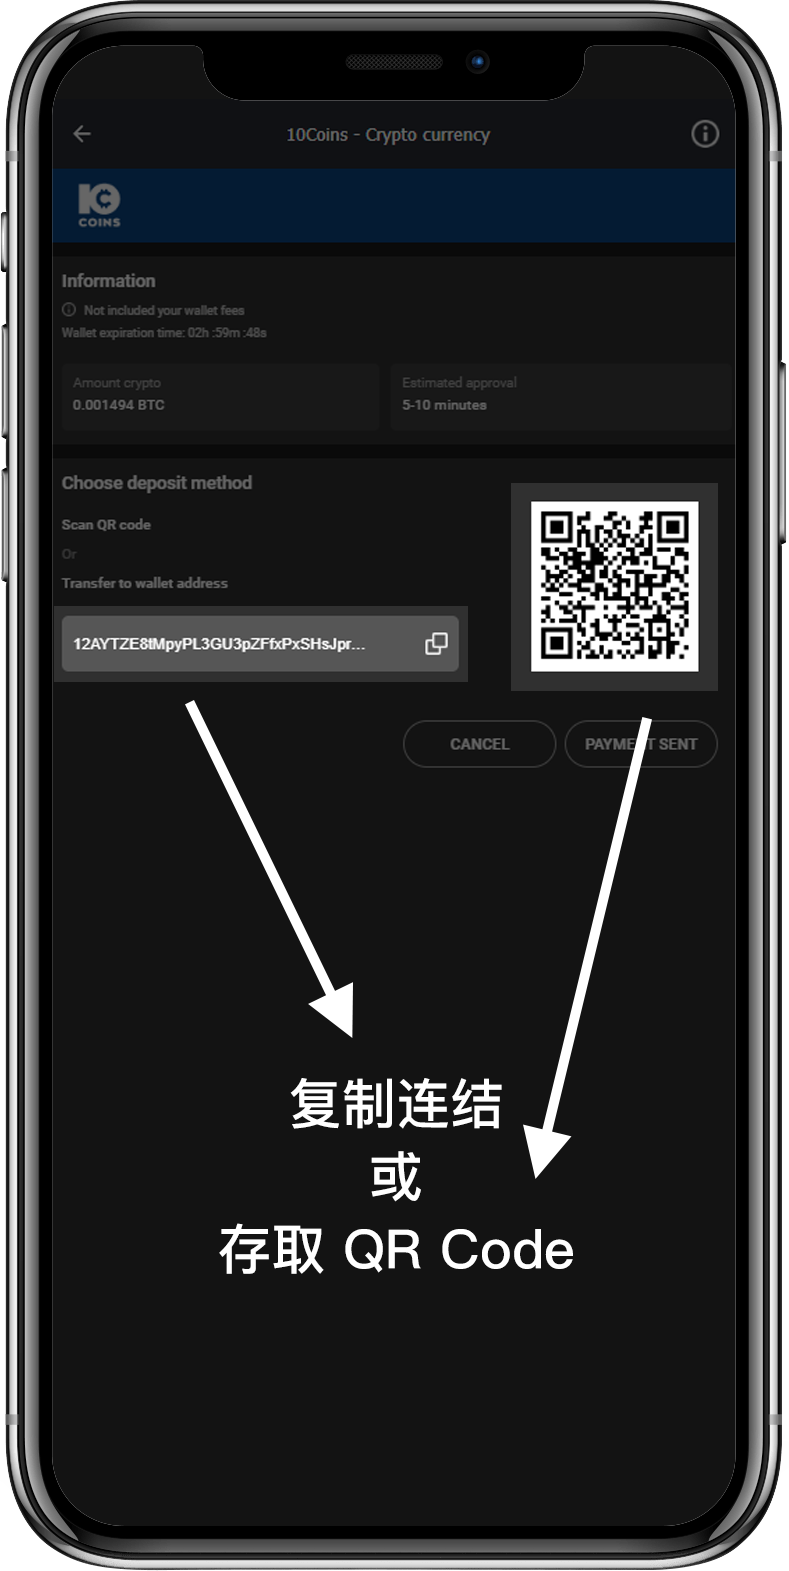 10Coins - Crypto currency
10
COINS
Information
Not included your wallet fees
Wallet expiration time: 02h :59m :48s
Amount crypto
0.001494 BTC
Estimated approval
5-10 minutes
Choose deposit method
Scan QR code
Or
Transfer to wallet address
12AYTZE8tMpyPL3GU3pZFfxPxSHsJpr...
CANCEL
PAYMENT SENT
复制连结
或
存取 QR Code